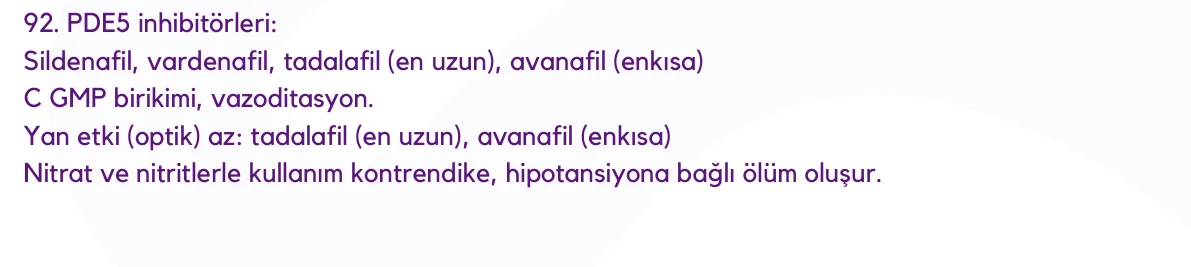 92. PDE5 inhibitörleri:
Sildenafil, vardenafil, tadalafil (en uzun), avanafil (enkısa)
C GMP birikimi, vazoditasyon.
Yan etki (optik) az: tadalafil (en uzun), avanafil (enkısa)
Nitrat ve nitritlerle kullanım kontrendike, hipotansiyona bağlı ölüm oluşur.